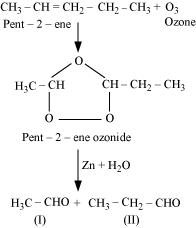 CH₃-CH=CH₂-CH₂-CH₃ + O₃
Pent – 2 – ene Ozone
O
H₃C–CH CH–CH₂–CH₃
O O
Pent – 2 – ene ozonide
Zn + H₂O
H₃C – CHO + CH₃ – CH₂ – CHO
(I) (II)